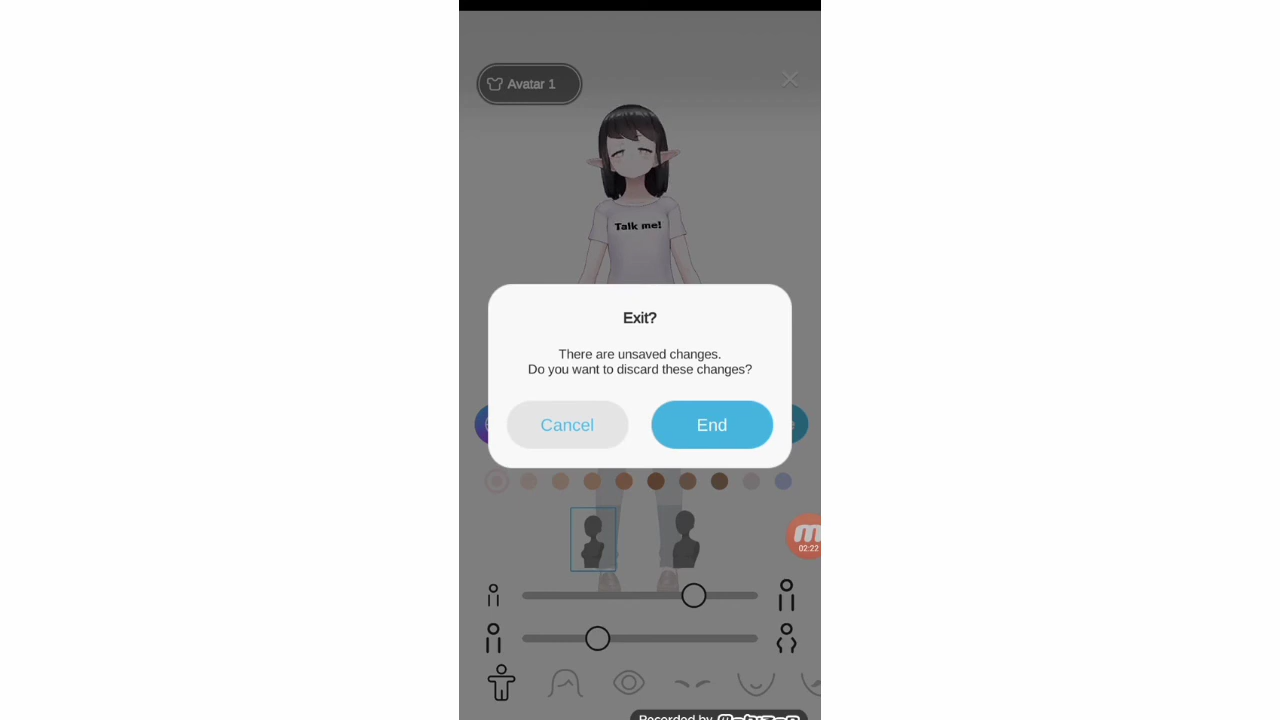 Avatar 1
Talk me!
Exit?
There are unsaved changes.
Do you want to discard these changes?
Cancel
End
02:22
Recorded by